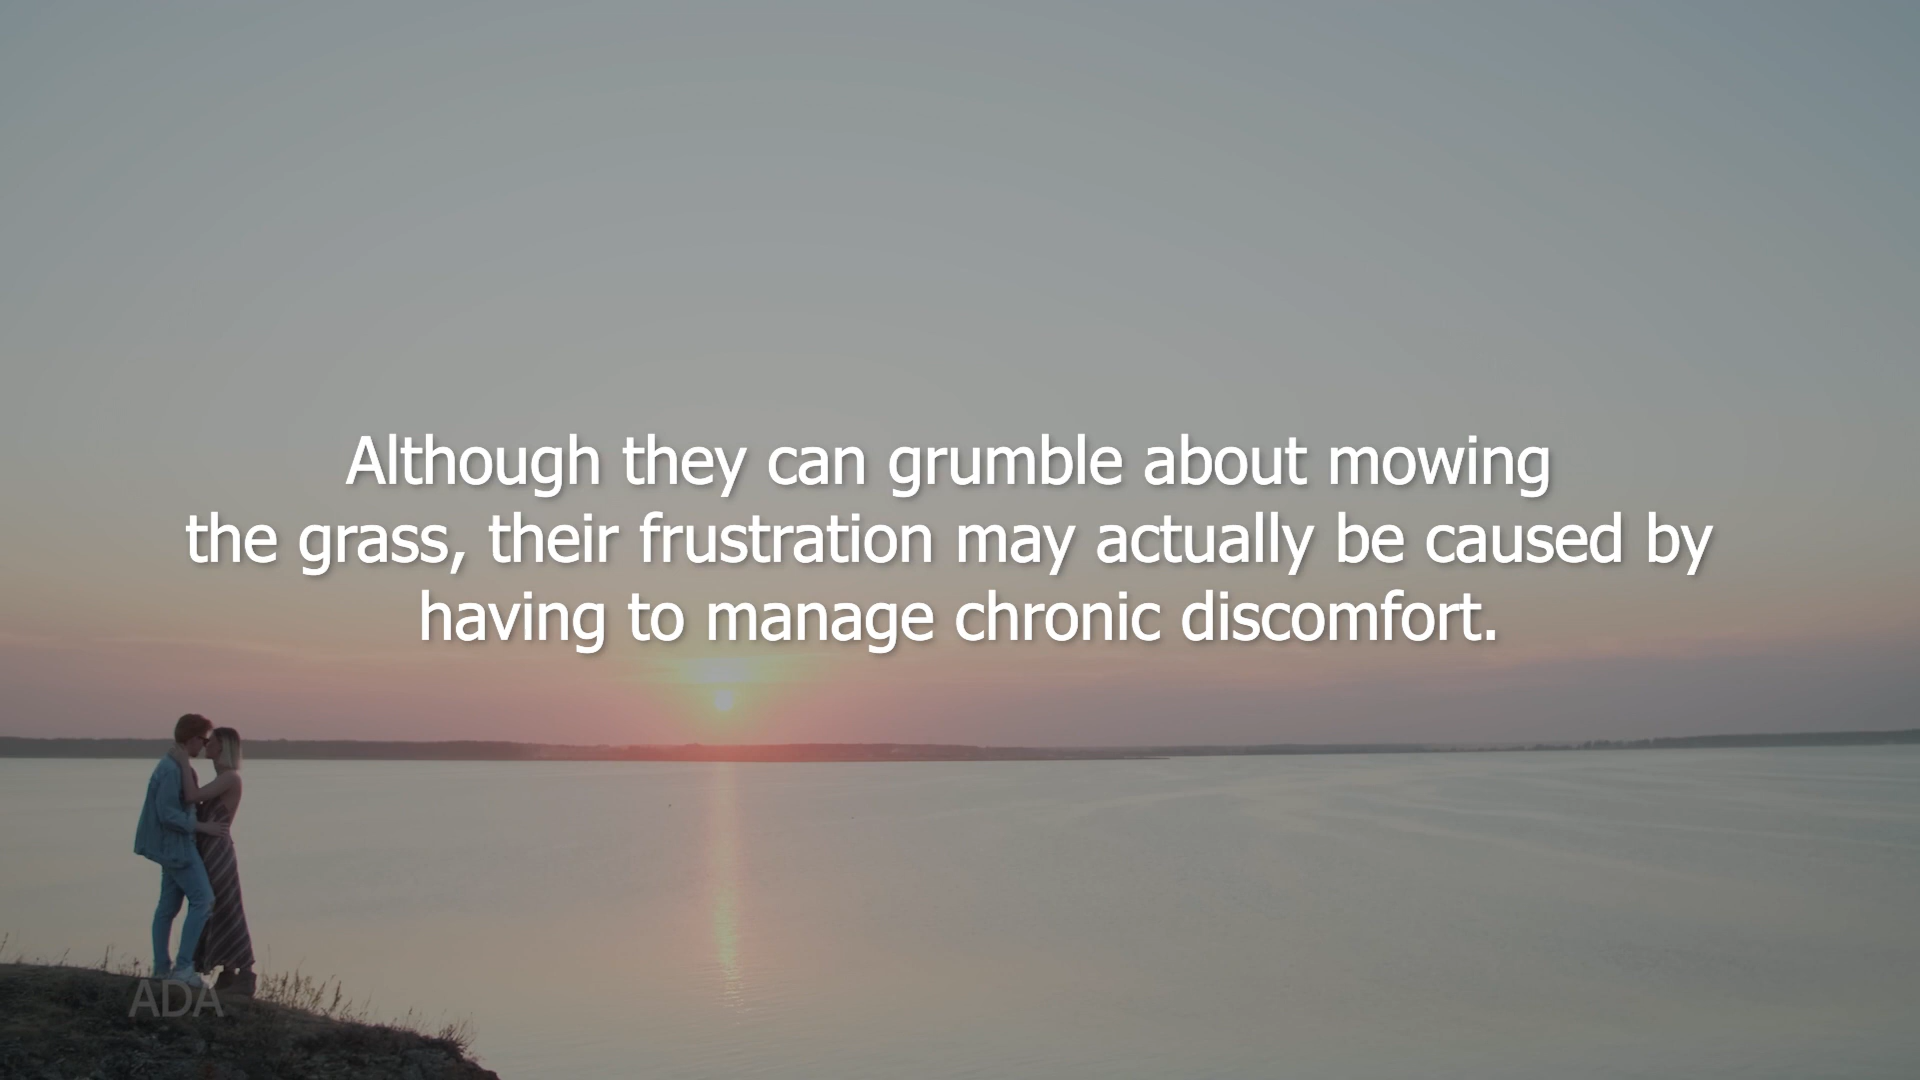 Although they can grumble about mowing
the grass, their frustration may actually be caused by
having to manage chronic discomfort.
ADA